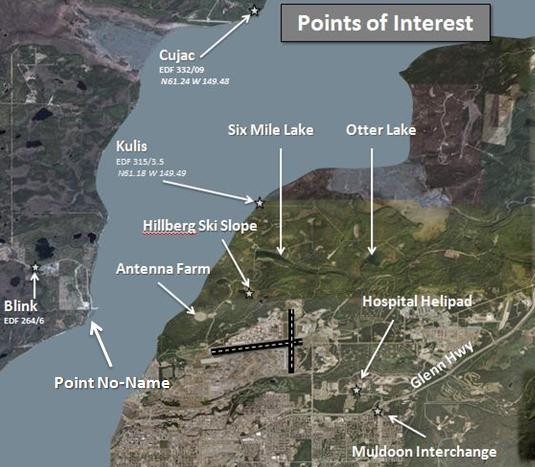 Points of Interest
Cujac
EDF 332/09
N61.24 W 149.48
Six Mile Lake
Otter Lake
Kulis
EDF 315/3.5
N61.18 W 149.49
Hillberg Ski Slope
Antenna Farm
Blink
EDF 264/6
Hospital Helipad
Glenn Hwy
Point No-Name
Muldoon Interchange